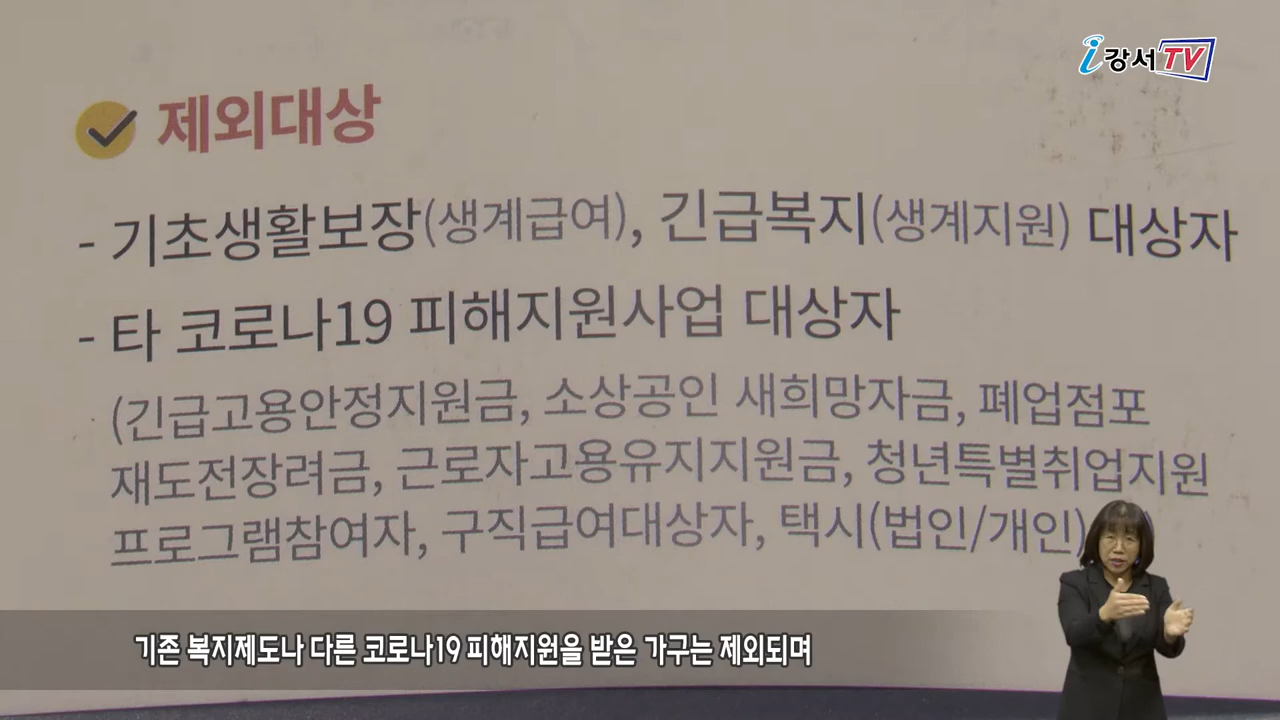 i강서TV
제외대상
- 기초생활보장(생계급여), 긴급복지(생계지원) 대상자
- 타 코로나19 피해지원사업 대상자
(긴급고용안정지원금, 소상공인 새희망자금, 폐업점포
재도전장려금, 근로자고용유지지원금, 청년특별취업지원
프로그램참여자, 구직급여대상자, 택시(법인/개인)
기존 복지제도나 다른 코로나19 피해지원을 받은 가구는 제외되며